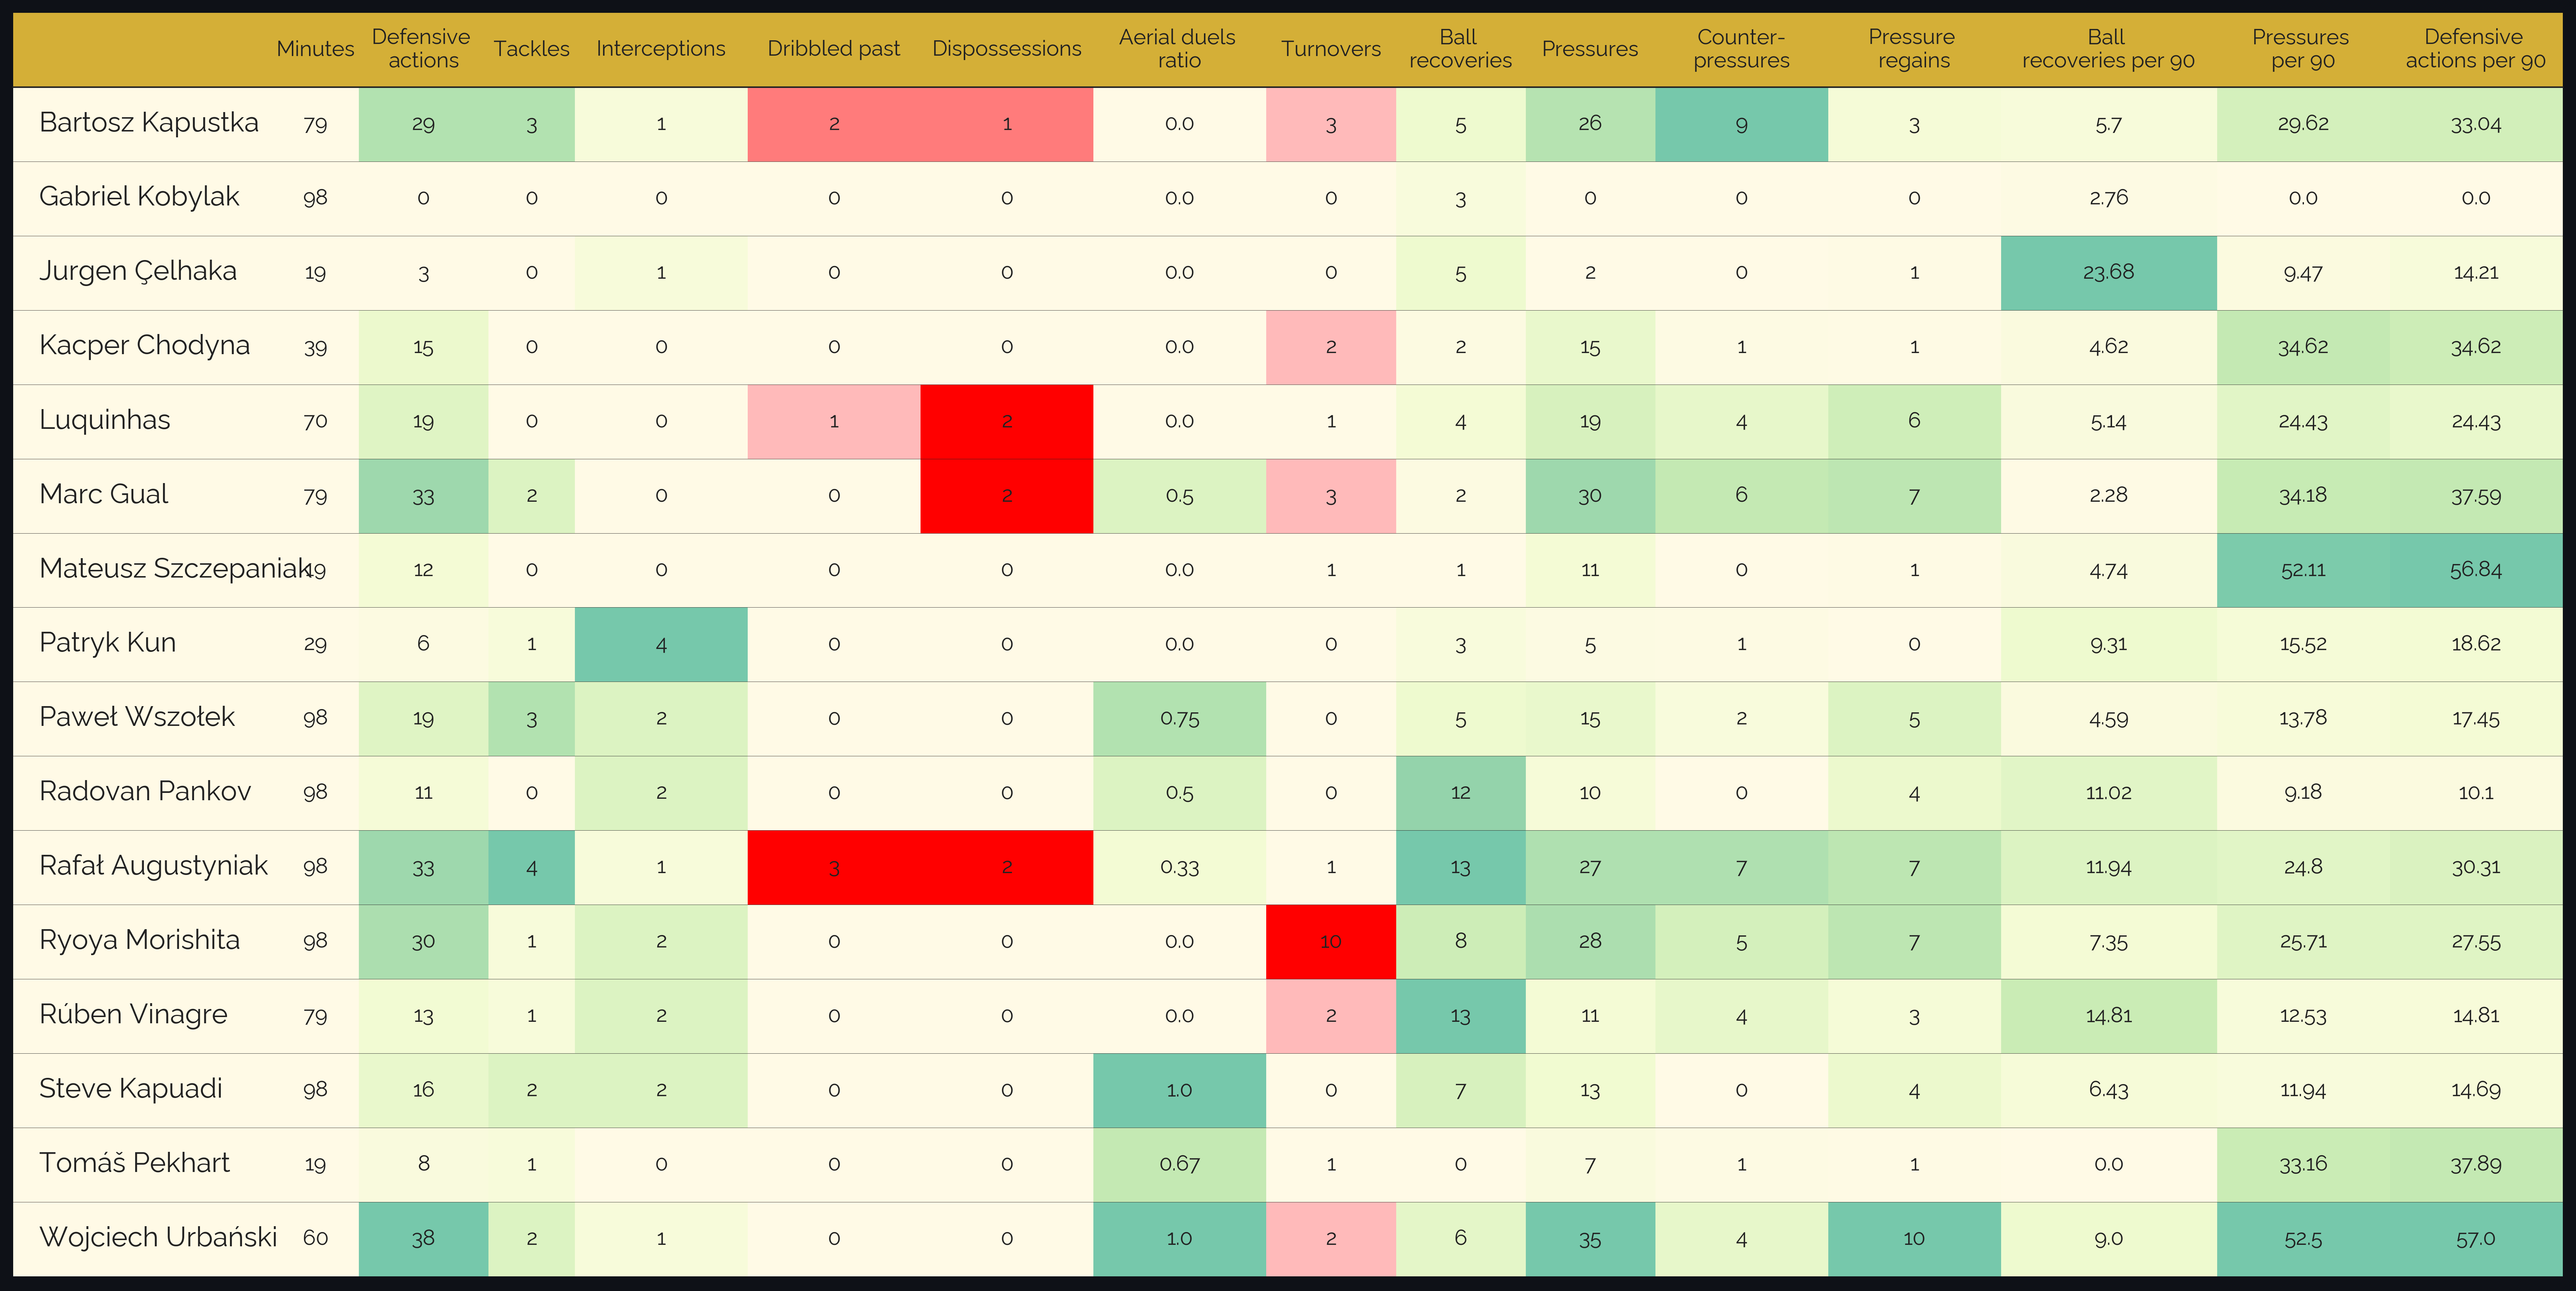 Minutes Defensive actions Tackles Interceptions Dribbled past Dispossessions Aerial duels ratio Turnovers Ball recoveries Pressures Counter-pressures Pressure regains Ball recoveries per 90 Pressures per 90 Defensive actions per 90
Bartosz Kapustka 79 29 3 1 2 1 0.0 3 5 26 9 3 5.7 29.62 33.04
Gabriel Kobylak 98 0 0 0 0 0 0.0 0 3 0 0 0 2.76 0.0 0.0
Jurgen Çelhaka 19 3 0 1 0 0 0.0 0 5 2 0 1 23.68 9.47 14.21
Kacper Chodyna 39 15 0 0 0 0 0.0 2 2 15 1 1 4.62 34.62 34.62
Luquinhas 70 19 0 0 1 2 0.0 1 4 19 4 6 5.14 24.43 24.43
Marc Gual 79 33 2 0 0 2 0.5 3 2 30 6 7 2.28 34.18 37.59
Mateusz Szczepaniak 19 12 0 0 0 0 0.0 1 1 11 0 1 4.74 52.11 56.84
Patryk Kun 29 6 1 4 0 0 0.0 0 3 5 1 0 9.31 15.52 18.62
Paweł Wszołek 98 19 3 2 0 0 0.75 0 5 15 2 5 4.59 13.78 17.45
Radovan Pankov 98 11 0 2 0 0 0.5 0 12 10 0 4 11.02 9.18 10.1
Rafał Augustyniak 98 33 4 1 3 2 0.33 1 13 27 7 7 11.94 24.8 30.31
Ryoya Morishita 98 30 1 2 0 0 0.0 10 8 28 5 7 7.35 25.71 27.55
Rúben Vinagre 79 13 1 2 0 0 0.0 2 13 11 4 3 14.81 12.53 14.81
Steve Kapuadi 98 16 2 2 0 0 1.0 0 7 13 0 4 6.43 11.94 14.69
Tomáš Pekhart 19 8 1 0 0 0 0.67 1 0 7 1 1 0.0 33.16 37.89
Wojciech Urbański 60 38 2 1 0 0 1.0 2 6 35 4 10 9.0 52.5 57.0